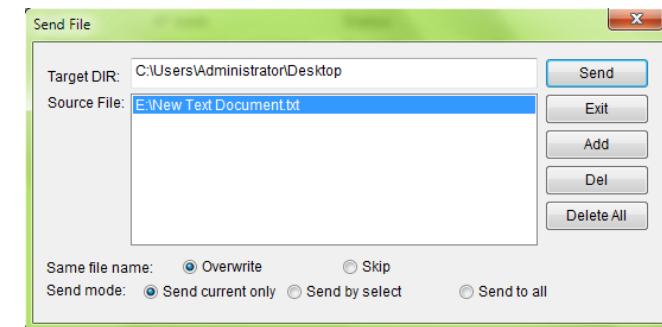 Send File
Target DIR: C:\Users\Administrator\Desktop Send
Source File: E:\New Text Document.txt Exit
Add
Del
Delete All
Same file name: Overwrite Skip
Send mode: Send current only Send by select Send to all